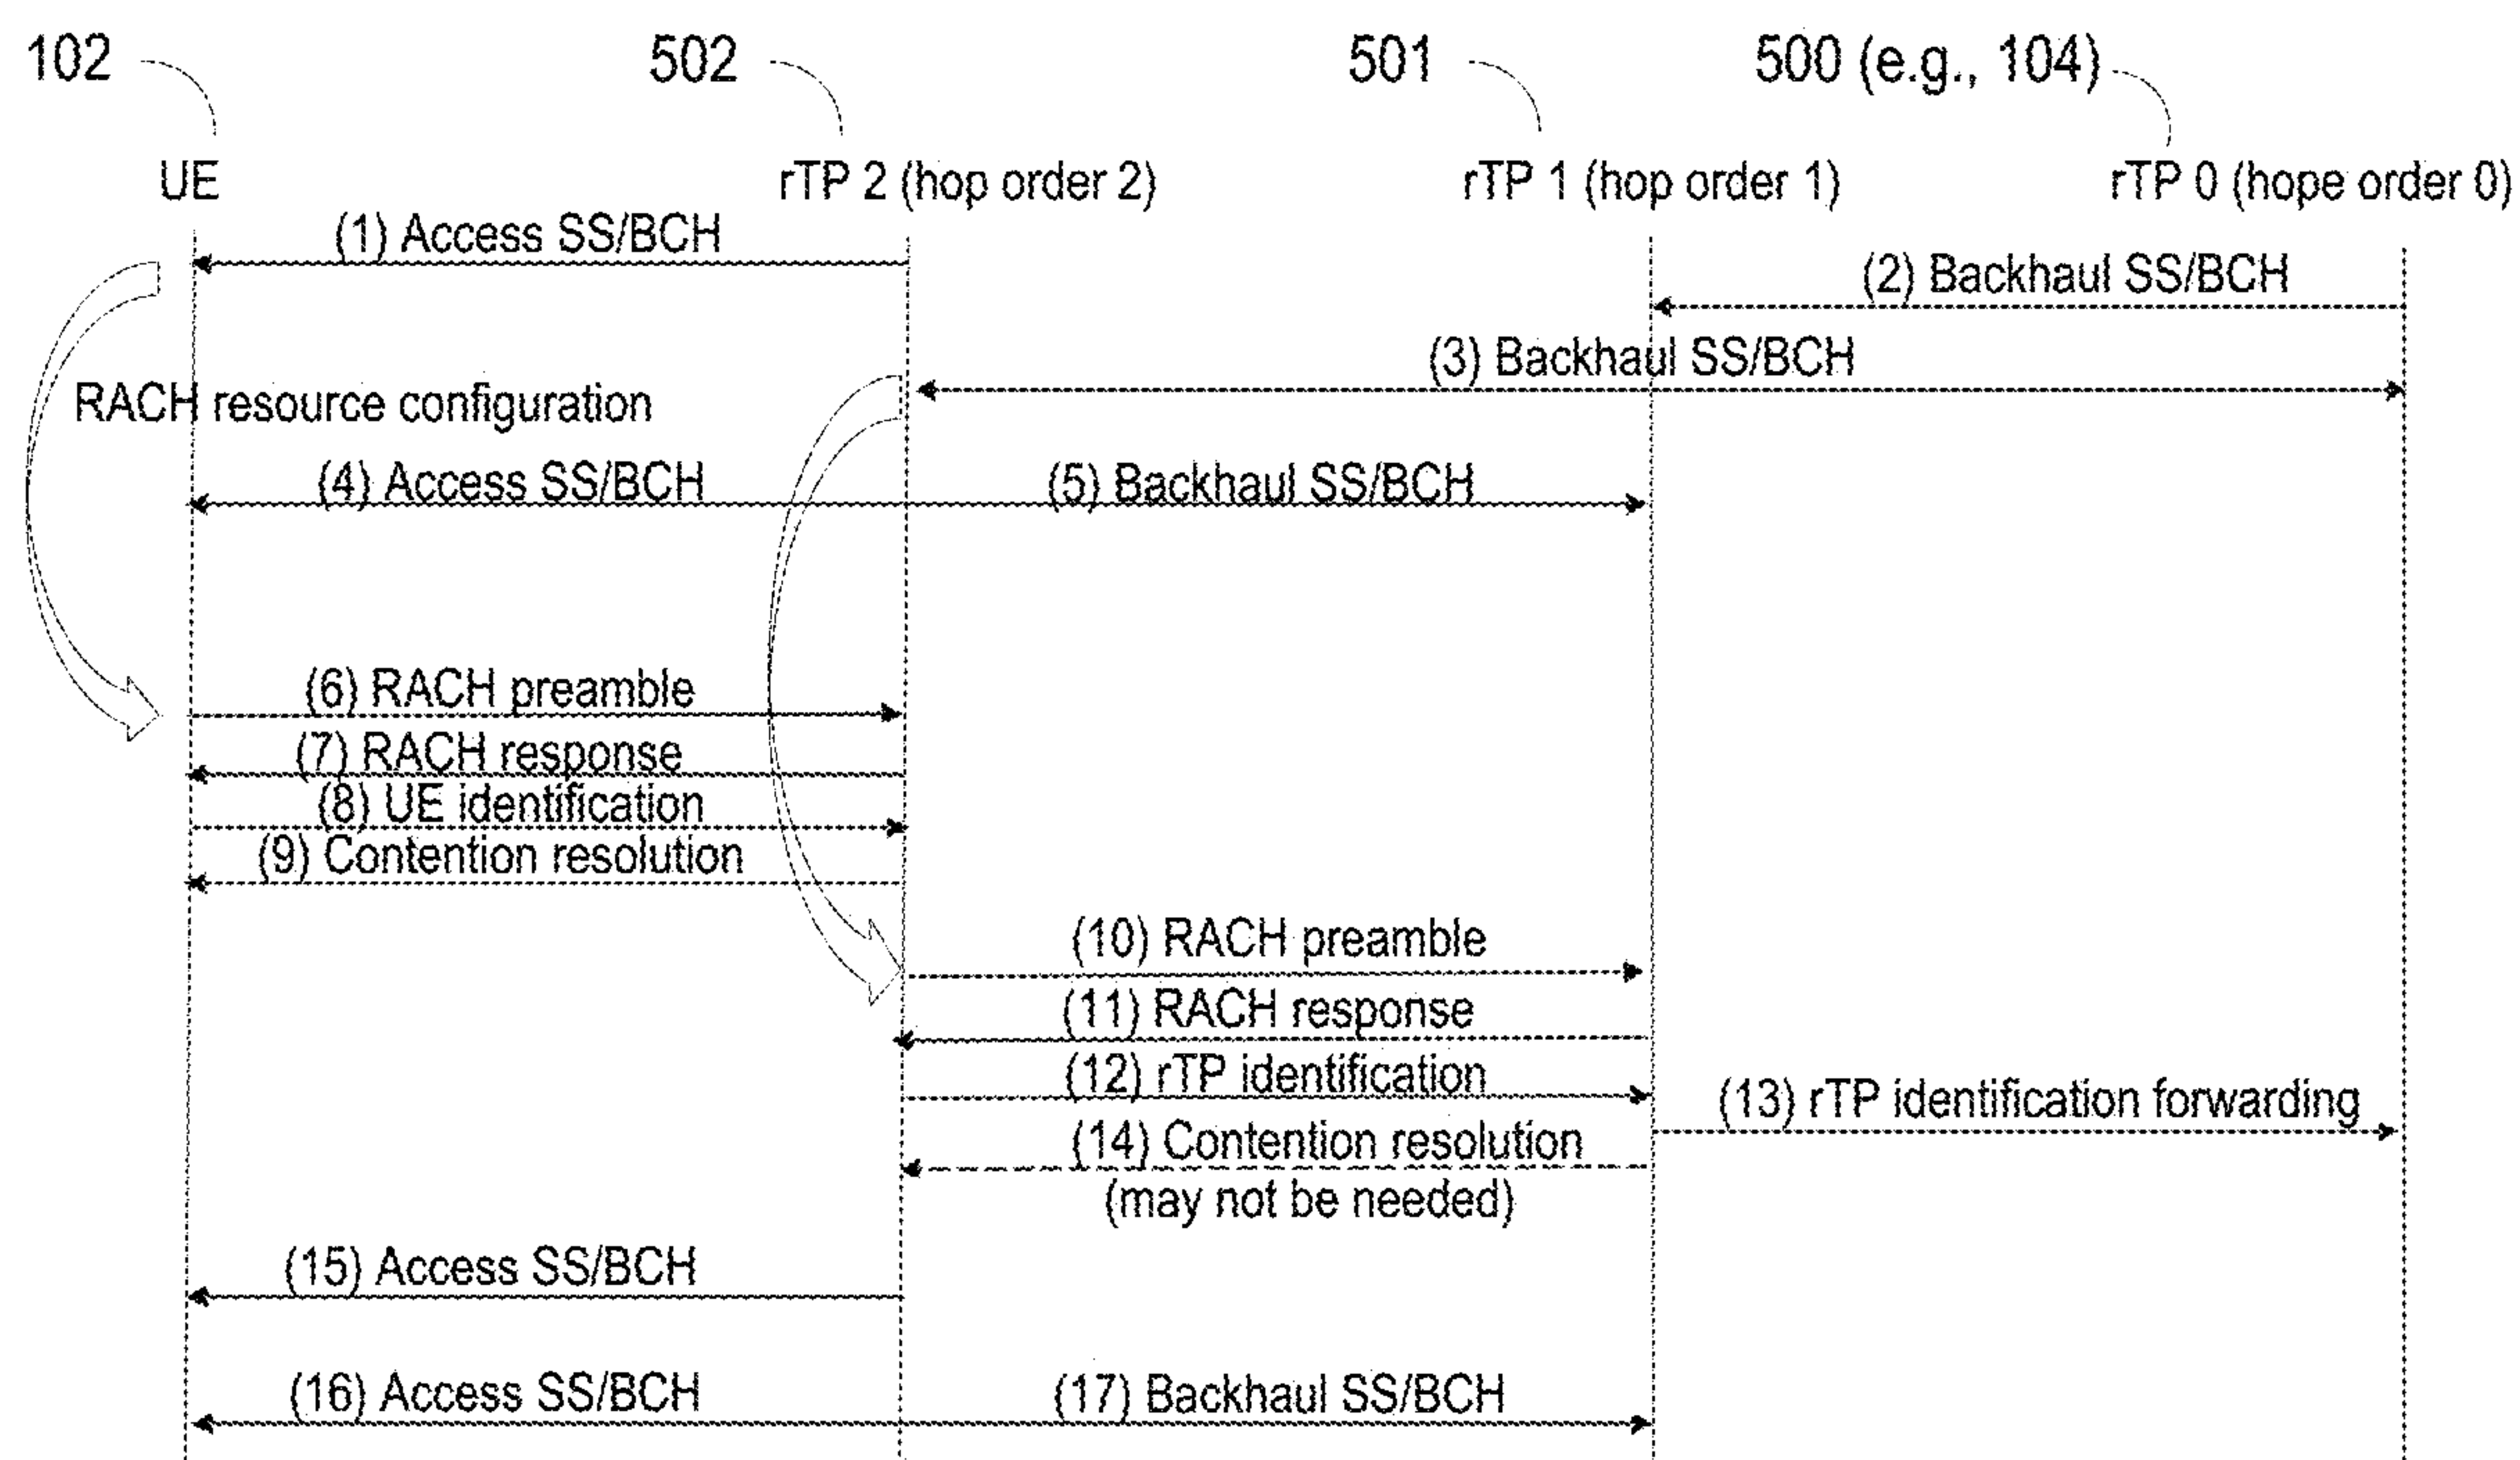 102
502
501
500 (e.g., 104)
UE
rTP 2 (hop order 2)
rTP 1 (hop order 1)
rTP 0 (hope order 0)
(1) Access SS/BCH
(2) Backhaul SS/BCH
(3) Backhaul SS/BCH
RACH resource configuration
(4) Access SS/BCH
(5) Backhaul SS/BCH
(6) RACH preamble
(7) RACH response
(8) UE identification
(9) Contention resolution
(10) RACH preamble
(11) RACH response
(12) rTP identification
(13) rTP identification forwarding
(14) Contention resolution
(may not be needed)
(15) Access SS/BCH
(16) Access SS/BCH
(17) Backhaul SS/BCH